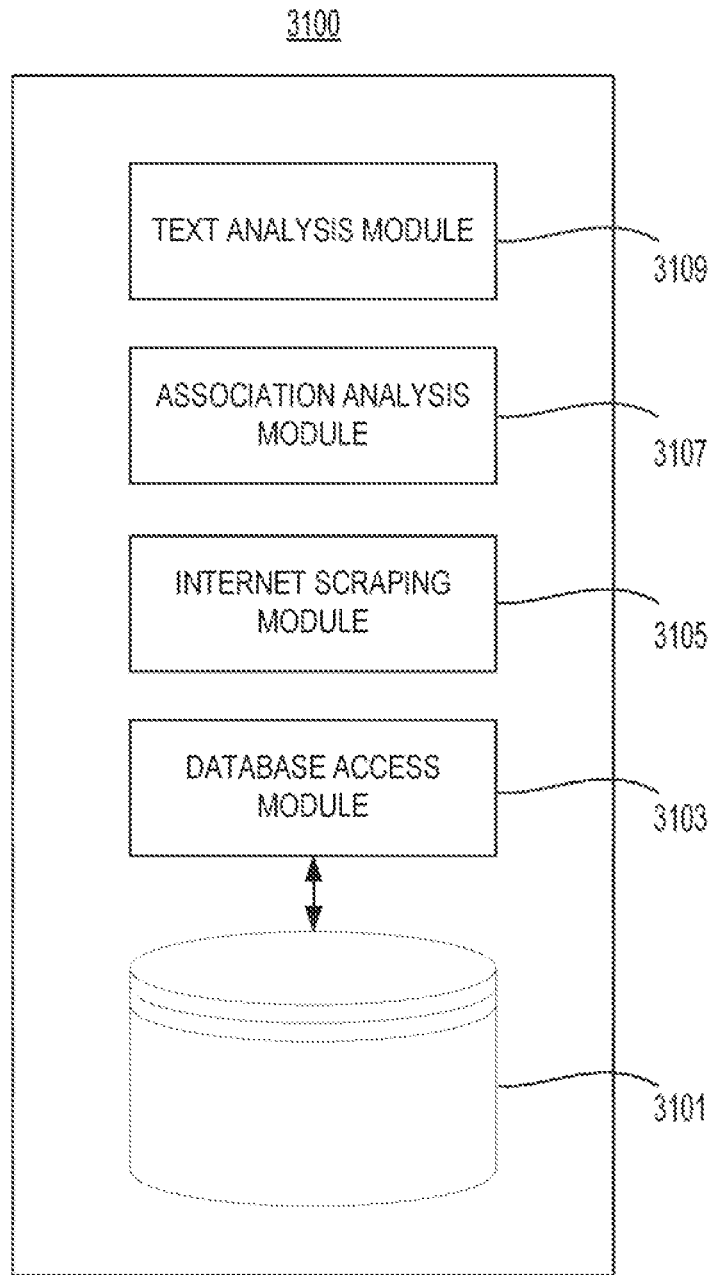 3100
TEXT ANALYSIS MODULE
3109
ASSOCIATION ANALYSIS
MODULE
3107
INTERNET SCRAPING
MODULE
3105
DATABASE ACCESS
MODULE
3103
3101